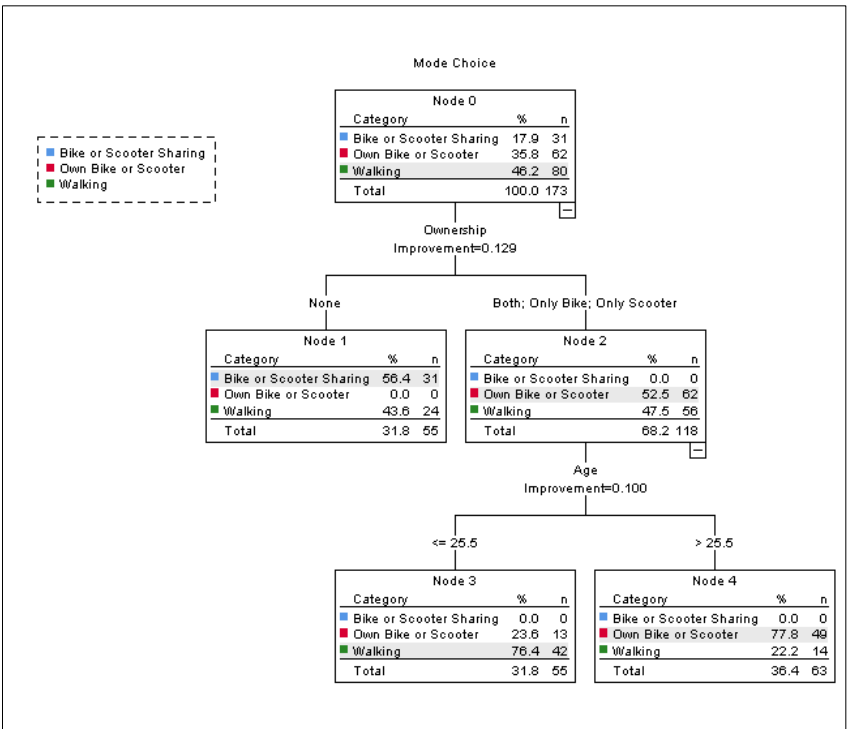 Mode Choice
Bike or Scooter Sharing
Own Bike or Scooter
Walking
Node 0
Category % n
Bike or Scooter Sharing 17.9 31
Own Bike or Scooter 35.8 62
Walking 46.2 80
Total 100.0 173
Ownership
Improvement=0.129
None
Both; Only Bike; Only Scooter
Node 1
Category % n
Bike or Scooter Sharing 56.4 31
Own Bike or Scooter 0.0 0
Walking 43.6 24
Total 31.8 55
Node 2
Category % n
Bike or Scooter Sharing 0.0 0
Own Bike or Scooter 52.5 62
Walking 47.5 56
Total 68.2 118
Age
Improvement=0.100
<= 25.5
> 25.5
Node 3
Category % n
Bike or Scooter Sharing 0.0 0
Own Bike or Scooter 23.6 13
Walking 76.4 42
Total 31.8 55
Node 4
Category % n
Bike or Scooter Sharing 0.0 0
Own Bike or Scooter 77.8 49
Walking 22.2 14
Total 36.4 63